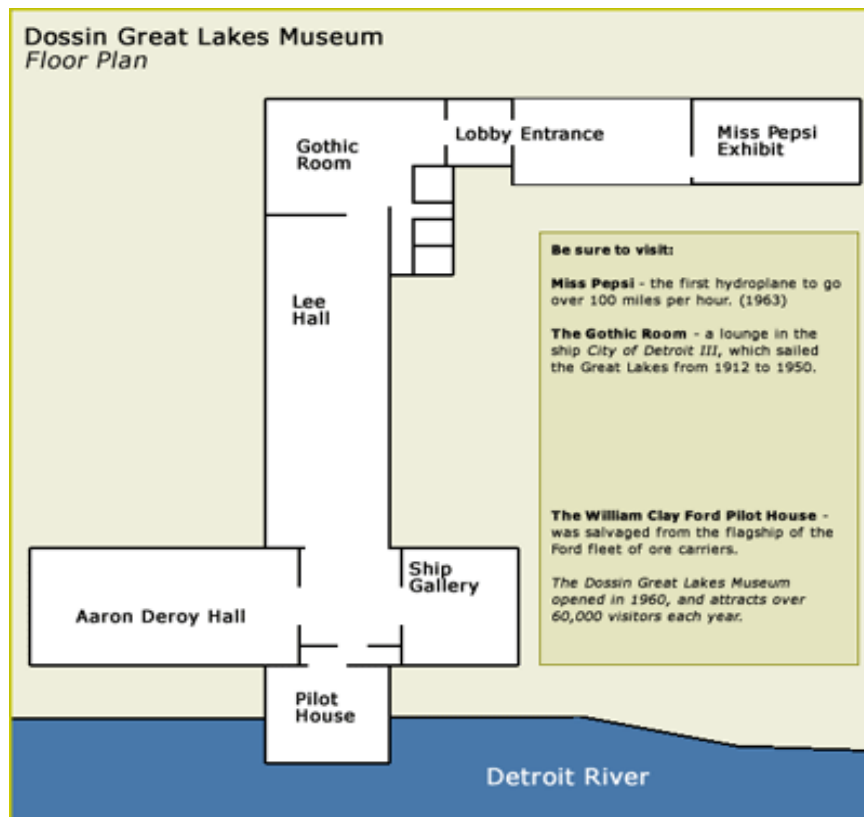 Dossin Great Lakes Museum
Floor Plan
Gothic
Room
Lobby Entrance
Miss Pepsi
Exhibit
Lee
Hall
Be sure to visit:
Miss Pepsi - the first hydroplane to go
over 100 miles per hour. (1963)
The Gothic Room - a lounge in the
ship City of Detroit III, which sailed
the Great Lakes from 1912 to 1950.
The William Clay Ford Pilot House -
was salvaged from the flagship of the
Ford fleet of ore carriers.
The Dossin Great Lakes Museum
opened in 1960, and attracts over
60,000 visitors each year.
Ship
Gallery
Aaron Deroy Hall
Pilot
House
Detroit River